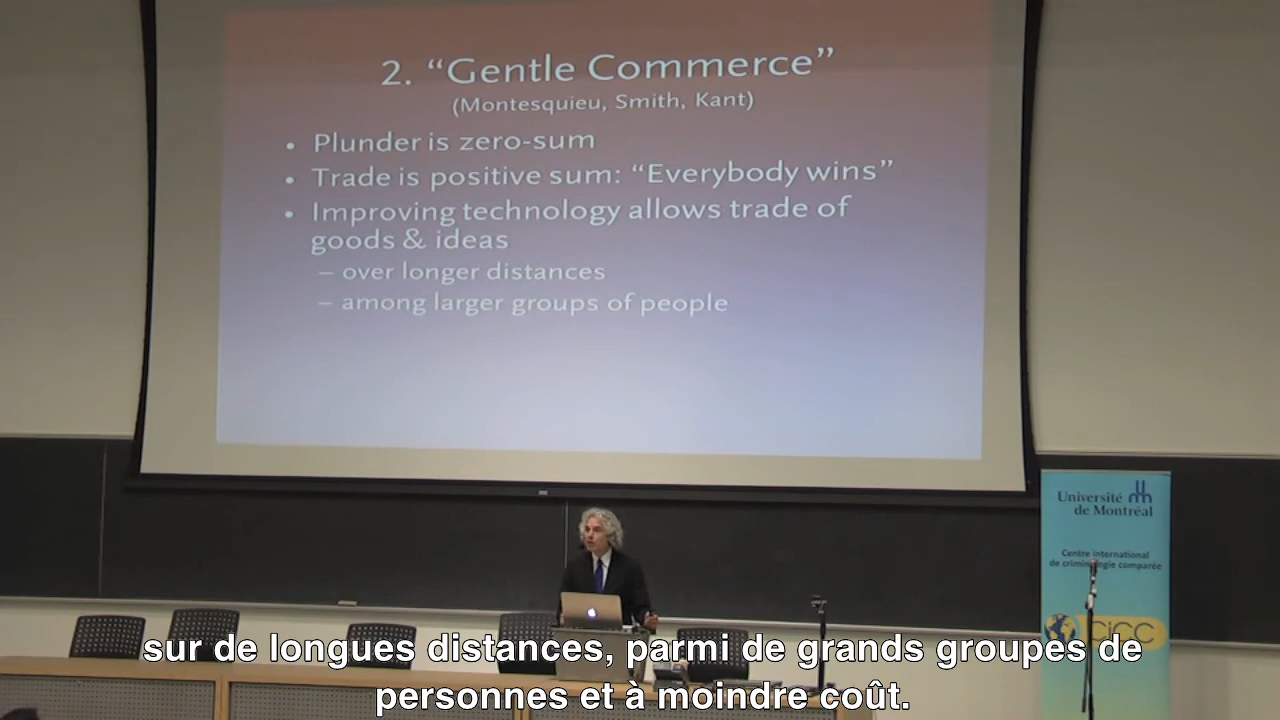 2. “Gentle Commerce”
(Montesquieu, Smith, Kant)
• Plunder is zero-sum
• Trade is positive sum: “Everybody wins”
• Improving technology allows trade of
goods & ideas
– over longer distances
– among larger groups of people
Université
de Montréal
Centre international
de criminologie comparée
CiCC
sur de longues distances, parmi de grands groupes de
personnes et à moindre coût.